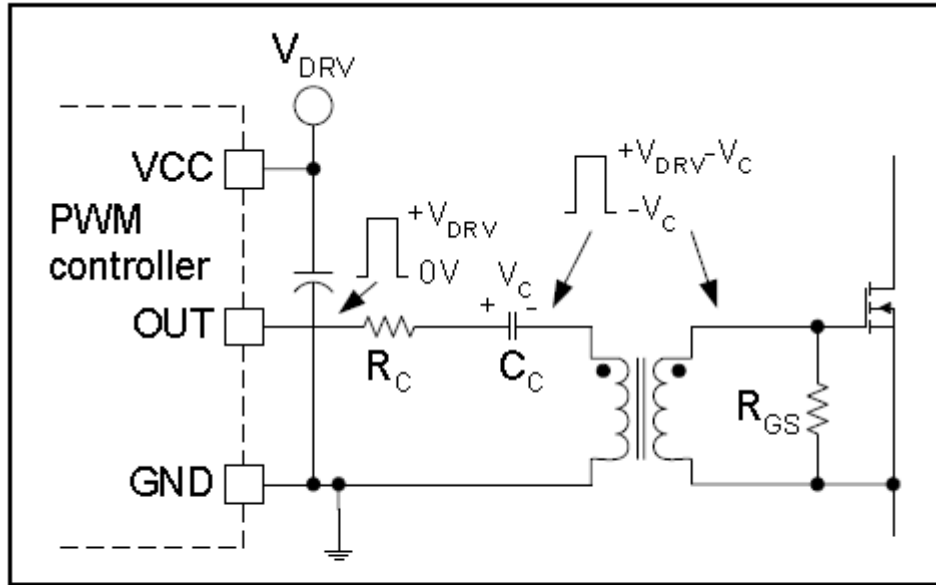 VDRV
VCC
PWM
controller
OUT
GND
+VDRV
0V
VC
+ -
RC
CC
+VDRV-VC
-VC
RGS